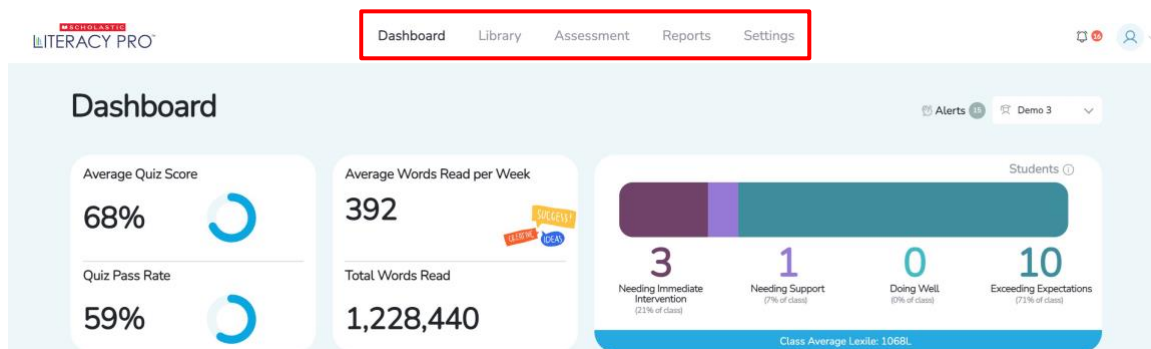 SCHOLASTIC
LITERACY PRO™
Dashboard Library Assessment Reports Settings
16
Dashboard
Alerts 15 Demo 3
Average Quiz Score
68%
Quiz Pass Rate
59%
Average Words Read per Week
392
SUCCESS!
CREATIVE
IDEAS
Total Words Read
1,228,440
Students
3
Needing Immediate
Intervention
(21% of class)
1
Needing Support
(7% of class)
0
Doing Well
(0% of class)
10
Exceeding Expectations
(71% of class)
Class Average Lexile: 1068L